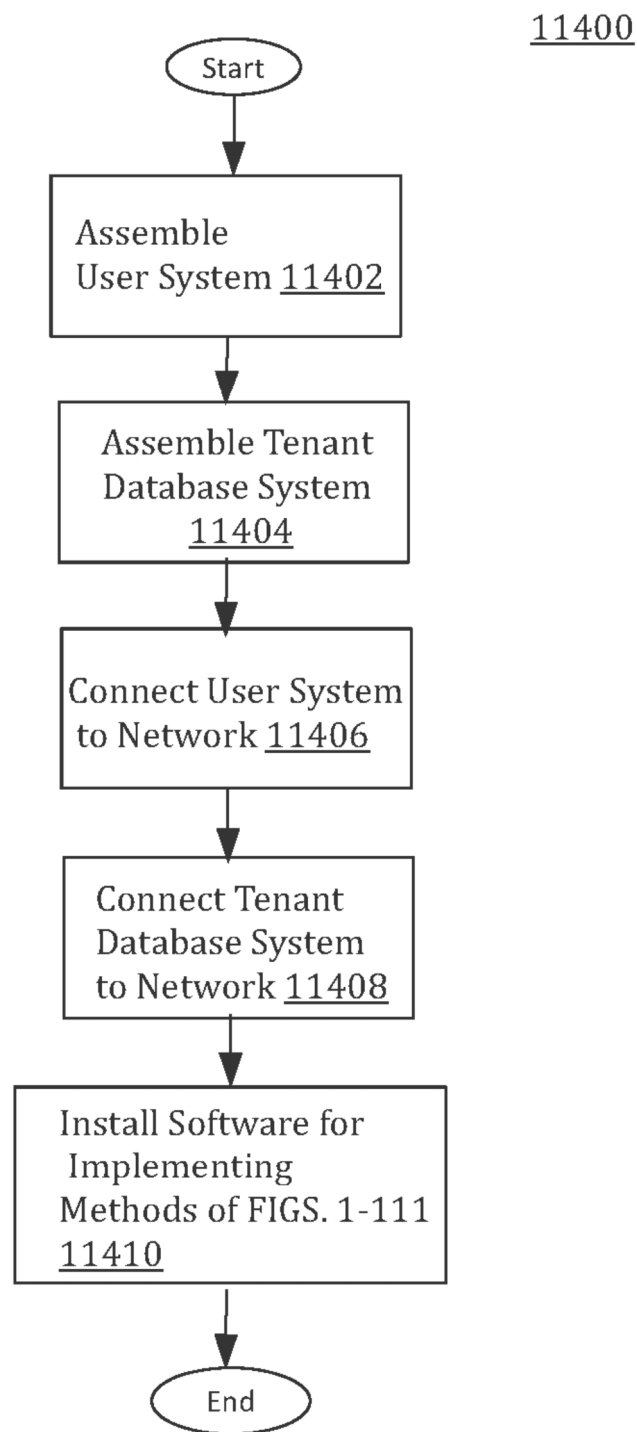 11400
Start
Assemble
User System 11402
Assemble Tenant
Database System
11404
Connect User System
to Network 11406
Connect Tenant
Database System
to Network 11408
Install Software for
Implementing
Methods of FIGS. 1-111
11410
End